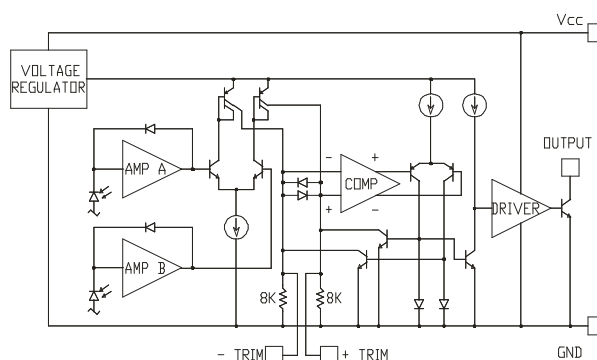 Vcc
VOLTAGE
REGULATOR
OUTPUT
AMP A
- +
COMP
+ -
DRIVER
AMP B
8K 8K
- TRIM + TRIM
GND